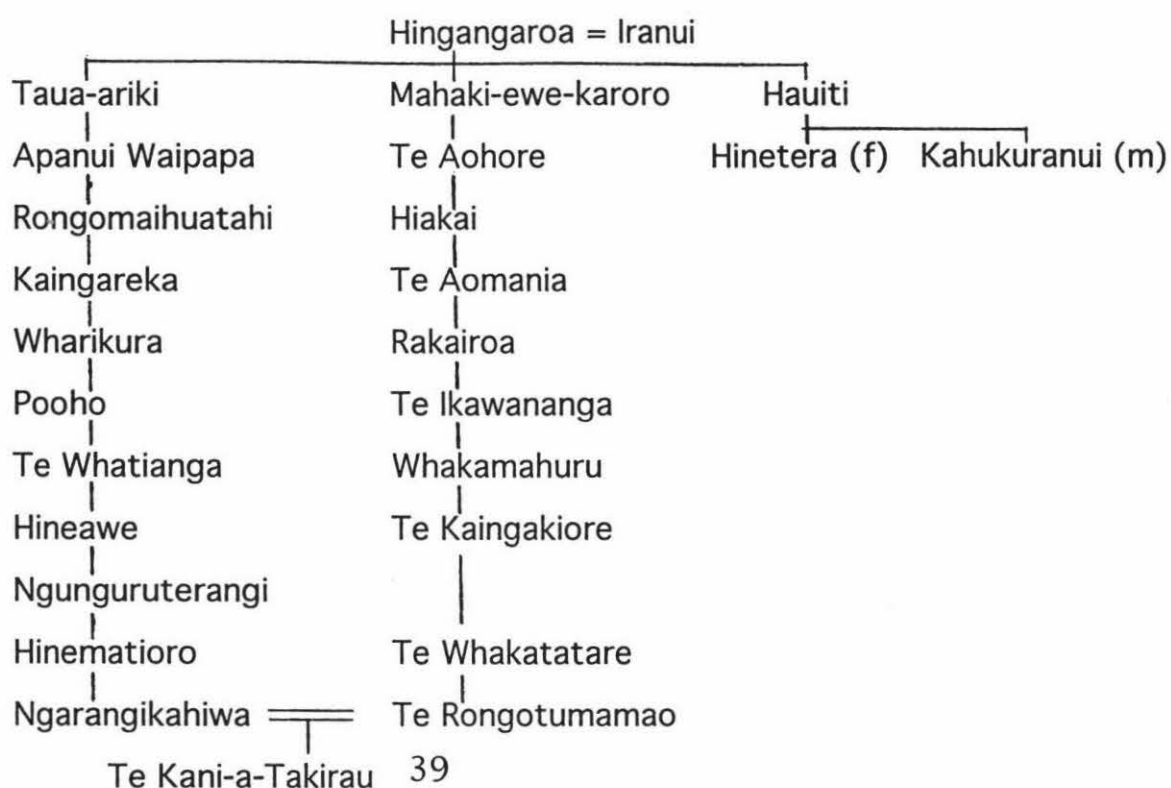 Hingangaroa = Iranui
Taua-ariki Mahaki-ewe-karoro Hauiti
Apanui Waipapa Te Aohore Hinetera (f) Kahukuranui (m)
Rongomaihuatahi Hiakai
Kaingareka Te Aomania
Wharikura Rakairoa
Pooho Te Ikawananga
Te Whatianga Whakamahuru
Hineawe Te Kaingakiore
Ngunguruterangi
Hinematioro Te Whakatatare
Ngarangikahiwa Te Rongotumamao
Te Kani-a-Takirau 39